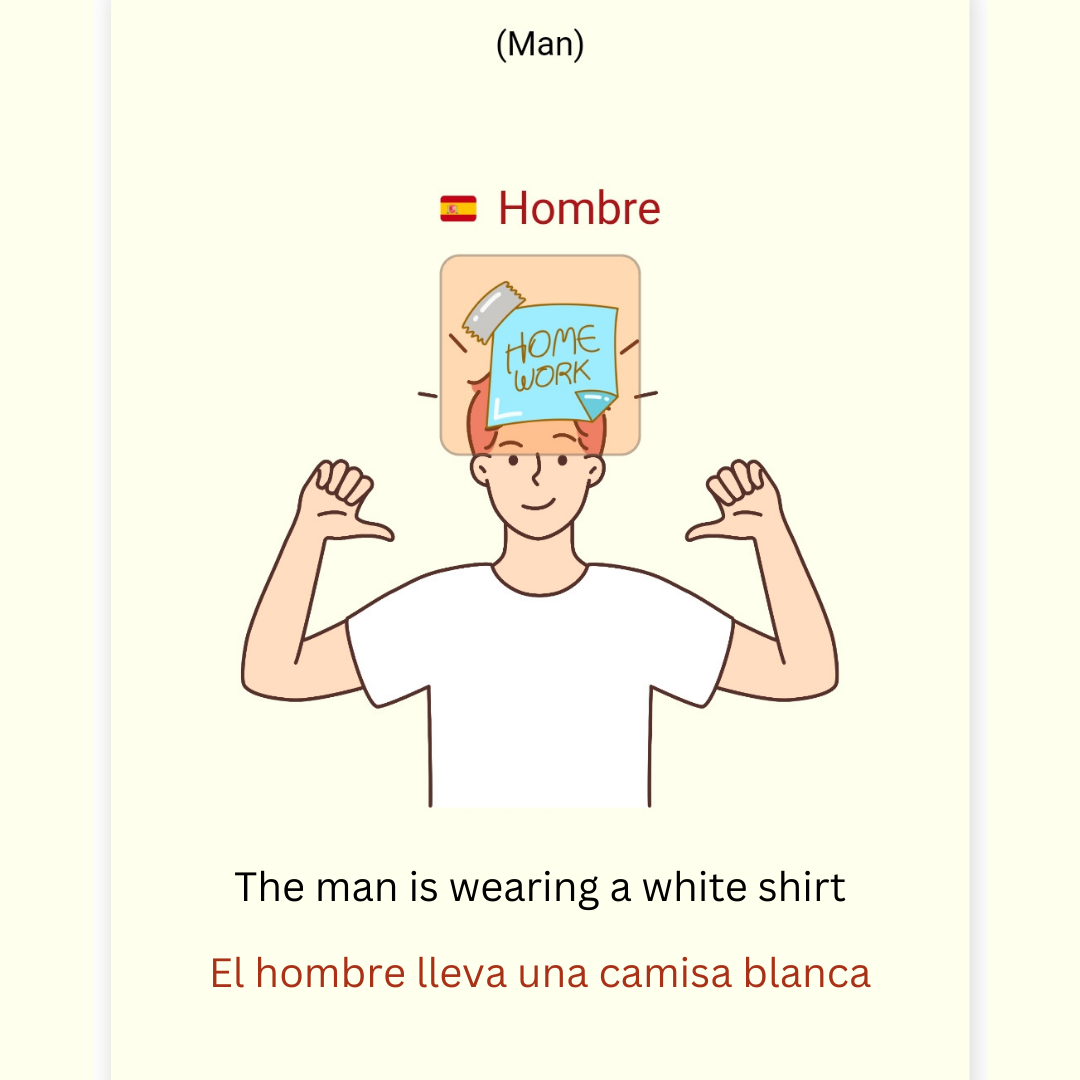 (Man)
Hombre
HOME
WORK
The man is wearing a white shirt
El hombre lleva una camisa blanca